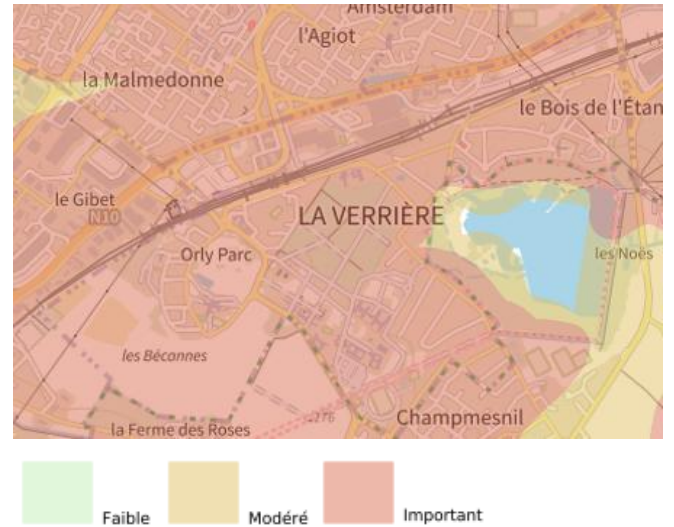 Amsterdam
l'Agiot
la Malmedonne
le Bois de l'Étan
le Gibet
N10
LA VERRIÈRE
Orly Parc
les Noës
les Bécannes
276
Champmesnil
la Ferme des Roses
Faible
Modéré
Important